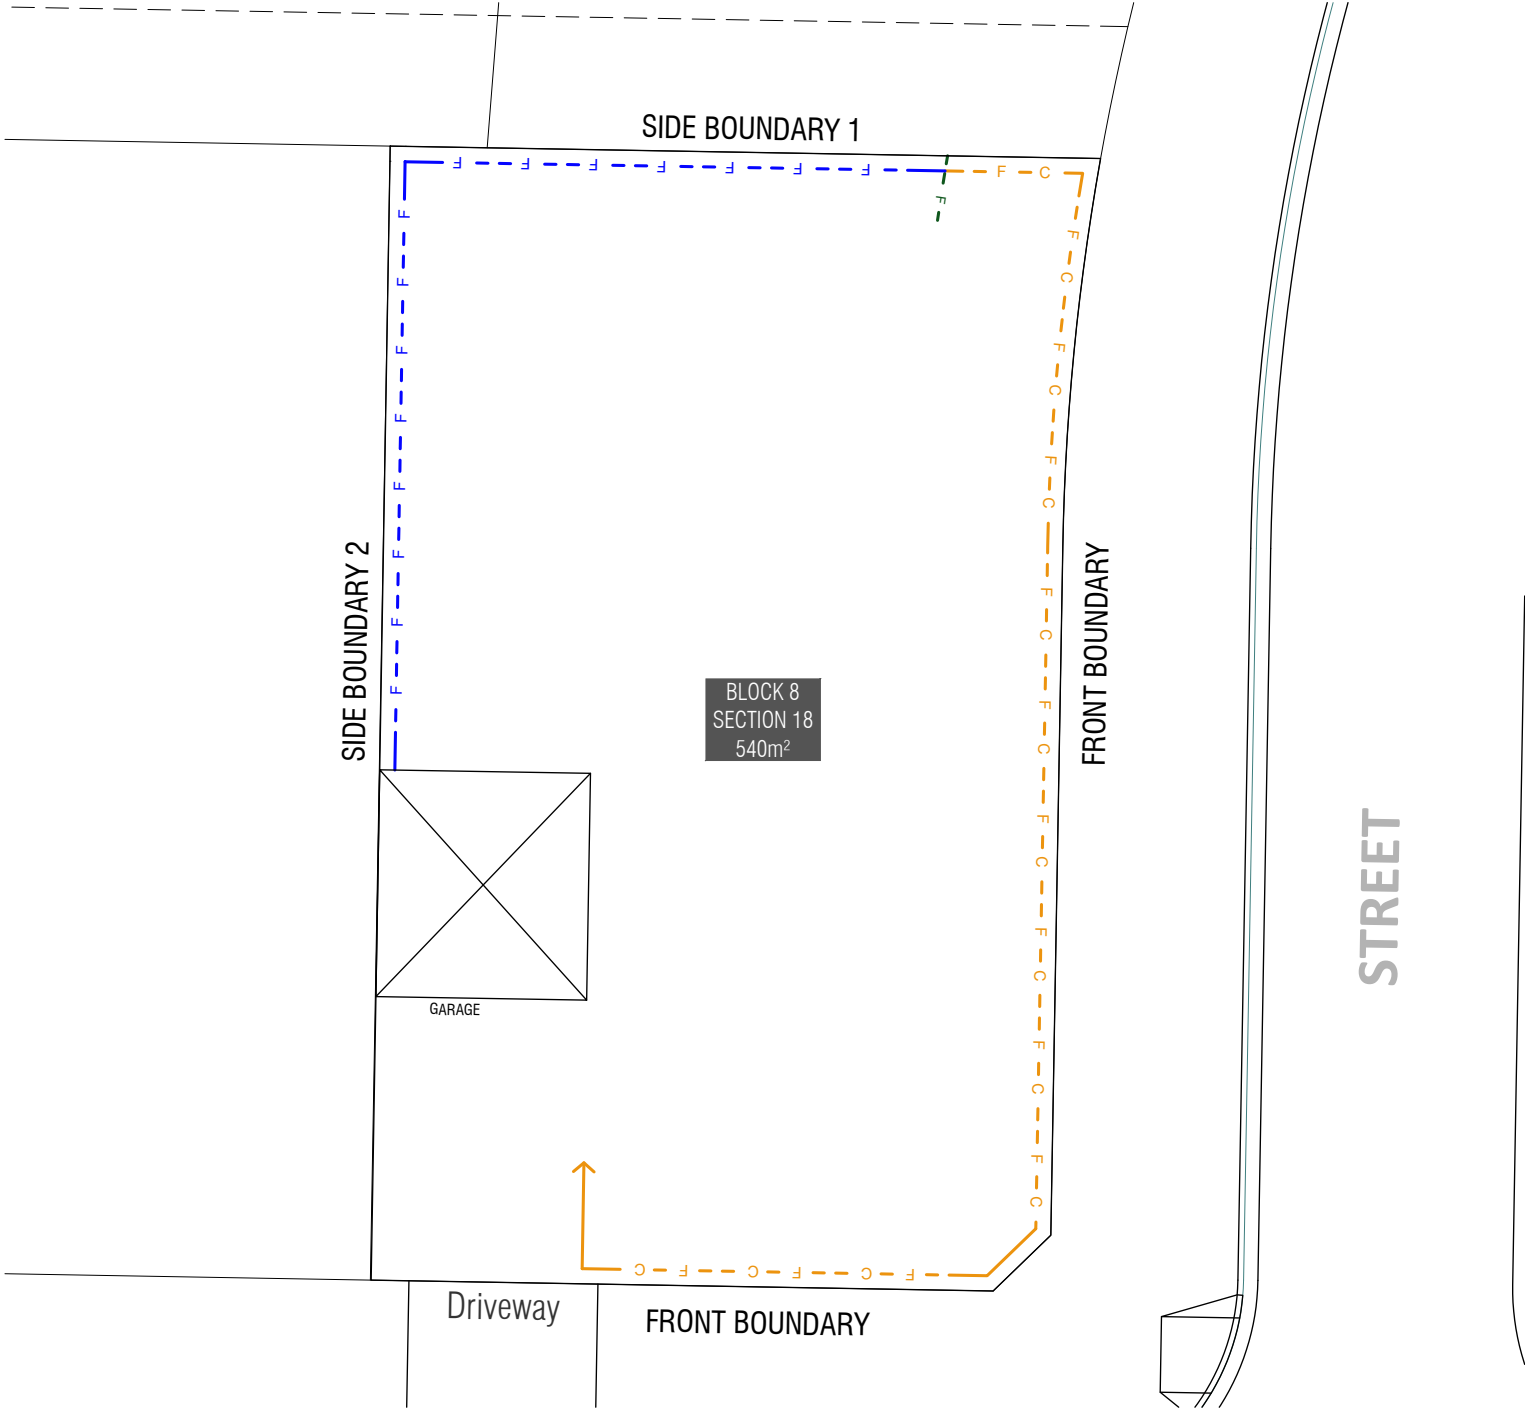 SIDE BOUNDARY 1
F F F F F F F F C
F
F F F F F F F F
F C F C F C F C F C F C F C F C F C
SIDE BOUNDARY 2
FRONT BOUNDARY
BLOCK 8
SECTION 18
540m²
STREET
GARAGE
C F C F C F
Driveway
FRONT BOUNDARY